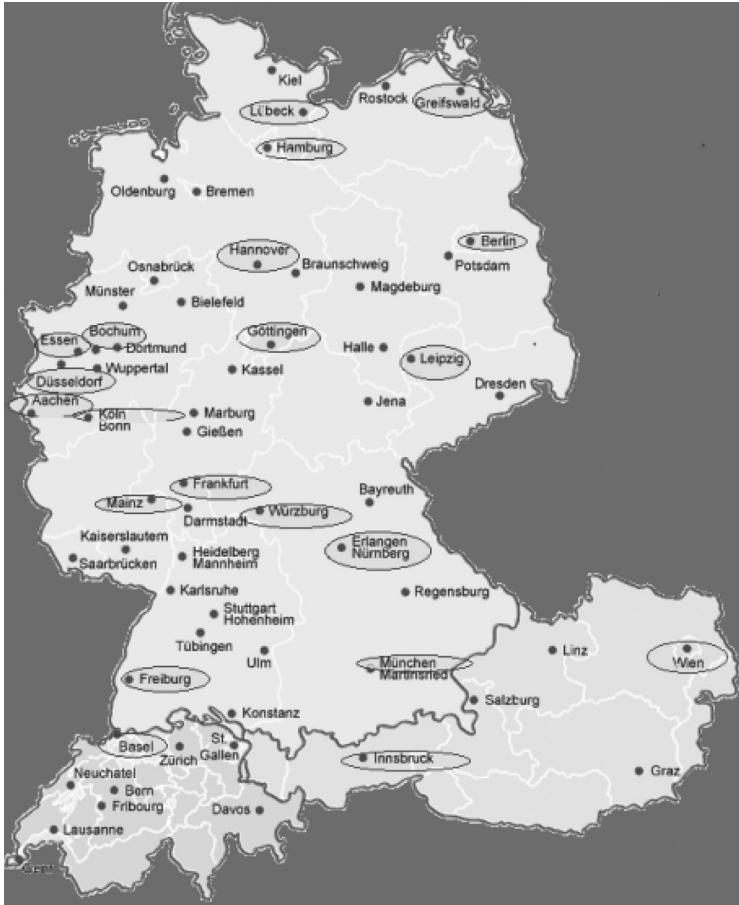 Kiel
Rostock
Greifswald
Lübeck
Hamburg
Oldenburg
Bremen
Berlin
Hannover
Potsdam
Osnabrück
Braunschweig
Magdeburg
Münster
Bielefeld
Bochum
Essen
Dortmund
Göttingen
Halle
Leipzig
Wuppertal
Kassel
Düsseldorf
Dresden
Aachen
Jena
Köln
Bonn
Marburg
Gießen
Frankfurt
Bayreuth
Mainz
Würzburg
Darmstadt
Kaiserslautern
Erlangen
Nürnberg
Saarbrücken
Heidelberg
Mannheim
Karlsruhe
Regensburg
Stuttgart
Hohenheim
Tübingen
Ulm
Linz
München
Martinsried
Wien
Freiburg
Salzburg
Konstanz
Basel
St.
Gallen
Zürich
Innsbruck
Neuchatel
Graz
Bern
Fribourg
Davos
Lausanne